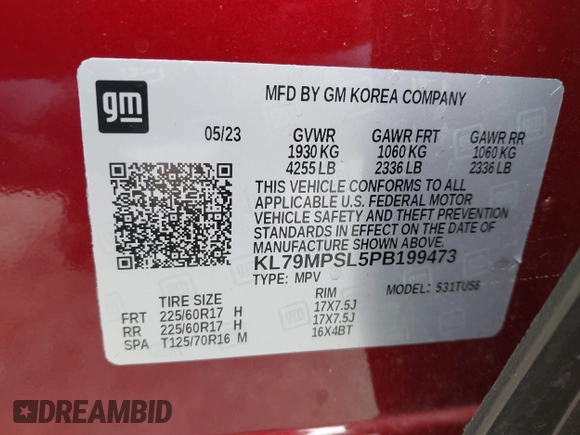 gm
MFD BY GM KOREA COMPANY
05/23 GVWR GAWR FRT GAWR RR
1930 KG 1060 KG 1060 KG
4255 LB 2336 LB 2336 LB
THIS VEHICLE CONFORMS TO ALL
APPLICABLE U.S. FEDERAL MOTOR
VEHICLE SAFETY AND THEFT PREVENTION
STANDARDS IN EFFECT ON THE DATE OF
MANUFACTURE SHOWN ABOVE.
KL79MPSL5PB199473
TYPE: MPV MODEL: 531TU58
TIRE SIZE RIM
FRT 225/60R17 H 17X7.5J
RR 225/60R17 H 17X7.5J
SPA T125/70R16 M 16X4BT
DREAMBID